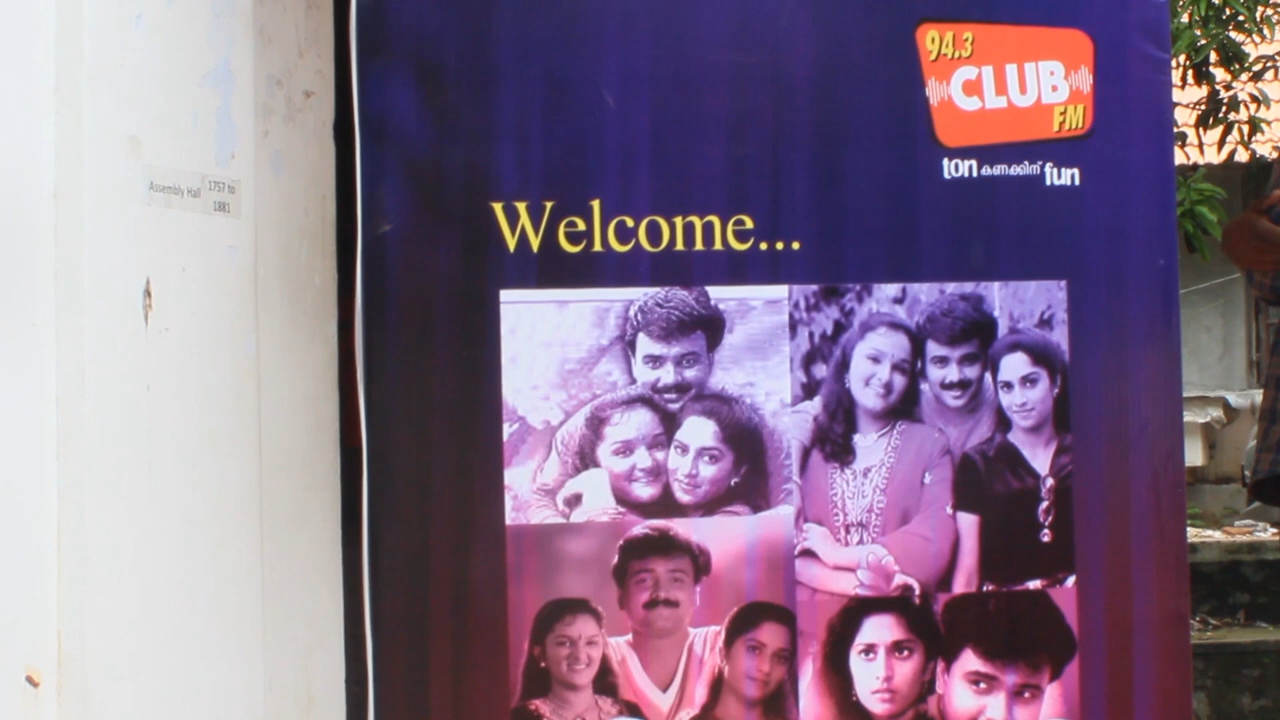 94.3
CLUB
FM
ton കണക്കിന് fun
Assembly Hall 1757 to
1881
Welcome...